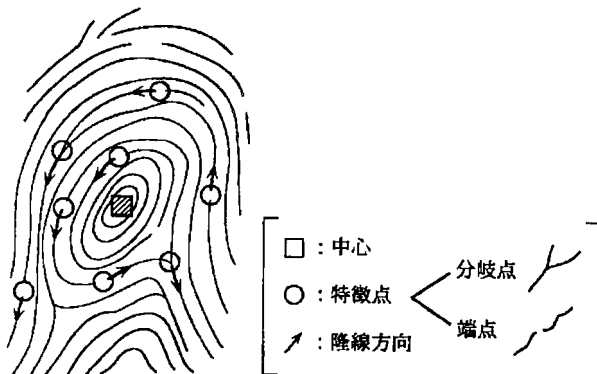 □：中心
○：特徴点
分岐点
端点
↗：隆線方向